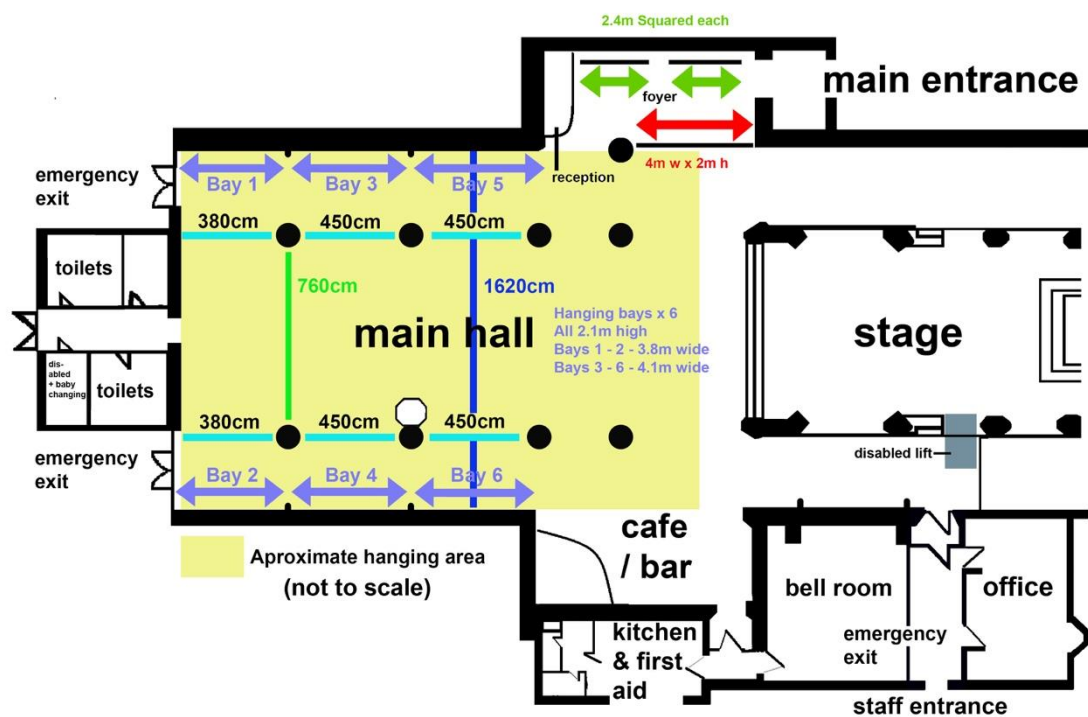 2.4m Squared each
main entrance
foyer
4m w x 2m h
reception
emergency
exit
Bay 1
Bay 3
Bay 5
380cm
450cm
450cm
toilets
760cm
1620cm
Hanging bays x 6
All 2.1m high
Bays 1 - 2 - 3.8m wide
Bays 3 - 6 - 4.1m wide
main hall
stage
dis-
abled
+ baby
changing
toilets
380cm
450cm
450cm
emergency
exit
Bay 2
Bay 4
Bay 6
disabled lift
cafe
/ bar
Aproximate hanging area
(not to scale)
bell room
office
kitchen
& first
aid
emergency
exit
staff entrance